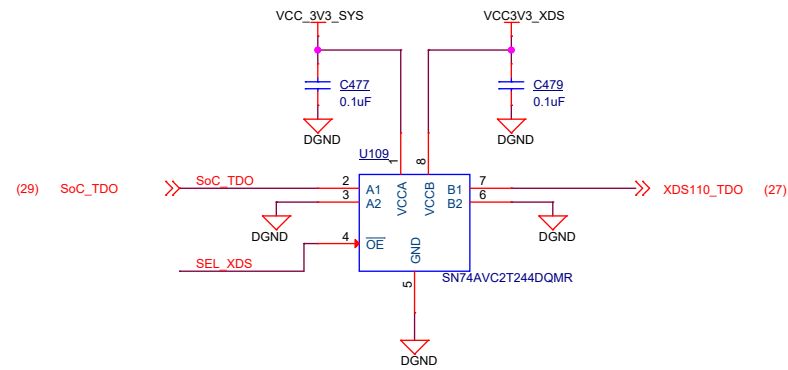 VCC_3V3_SYS
VCC3V3_XDS
C477
0.1uF
C479
0.1uF
DGND
DGND
U109
1
8
(29) SoC_TDO
SoC_TDO
2
A1
VCCA
VCCB
B1
7
XDS110_TDO (27)
3
A2
B2
6
DGND
DGND
4
OE
GND
SEL_XDS
5
SN74AVC2T244DQMR
DGND